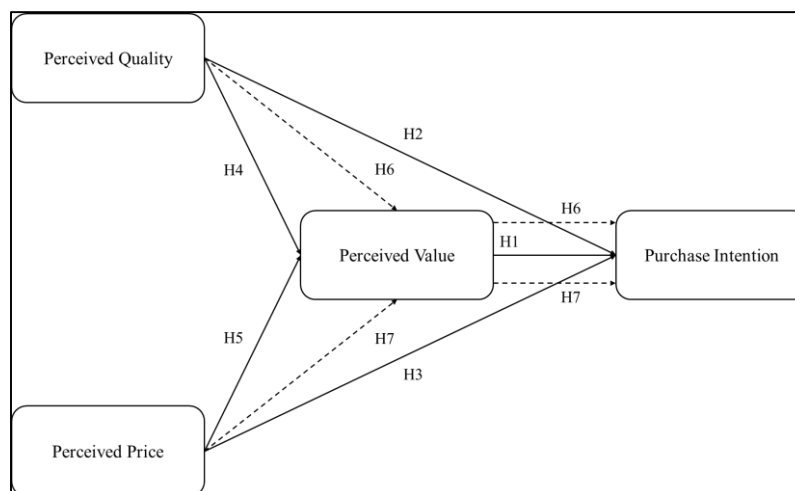 Perceived Quality
H2
H4
H6
H6
H1
Perceived Value
Purchase Intention
H7
H5
H7
H3
Perceived Price